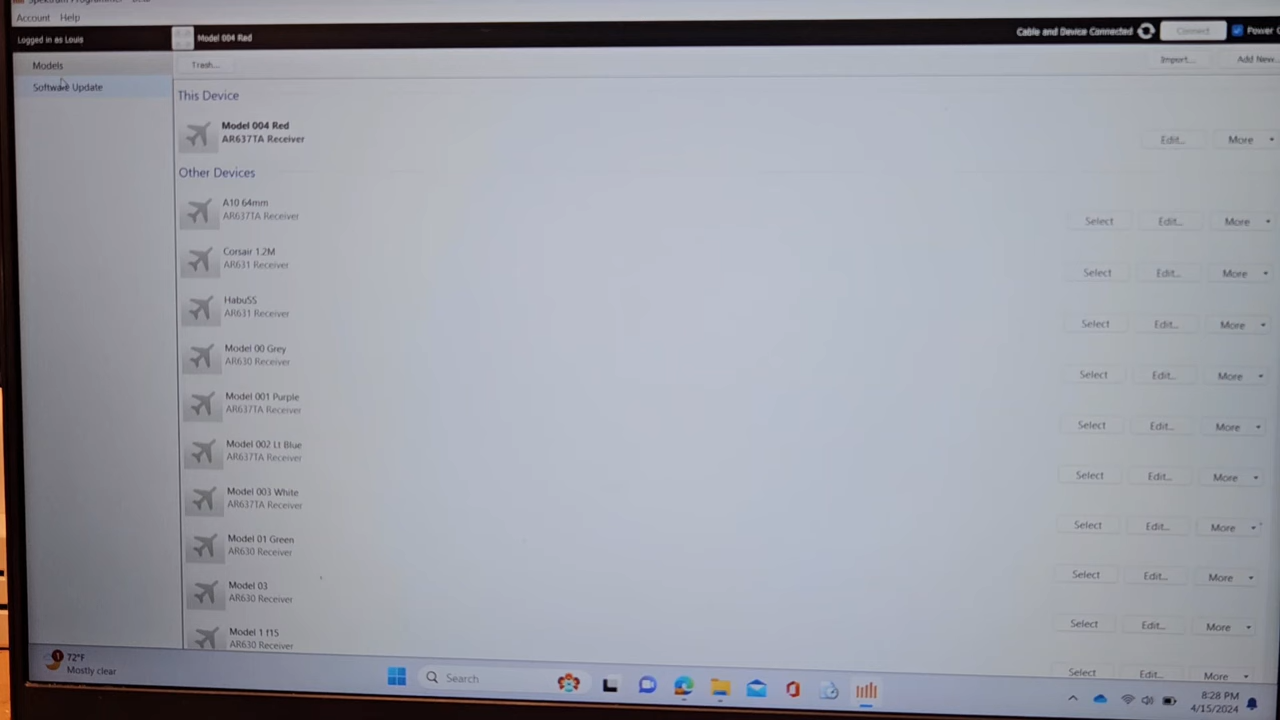 Account Help
Logged in as Louis
Model 004 Red
Cable and Device Connected
Connect
Power
Models
Software Update
Trash...
Import...
Add New...
This Device
Model 004 Red
AR637TA Receiver
Edit...
More
Other Devices
A10 64mm
AR637TA Receiver
Select Edit... More
Corsair 1.2M
AR631 Receiver
Select Edit... More
HabuSS
AR631 Receiver
Select Edit... More
Model 00 Grey
AR630 Receiver
Select Edit... More
Model 001 Purple
AR637TA Receiver
Select Edit... More
Model 002 Lt Blue
AR637TA Receiver
Select Edit... More
Model 003 White
AR637TA Receiver
Select Edit... More
Model 01 Green
AR630 Receiver
Select Edit... More
Model 03
AR630 Receiver
Select Edit... More
Model 1 f15
AR630 Receiver
Select Edit... More
1
72°F
Mostly clear
Search
8:28 PM
4/15/2024